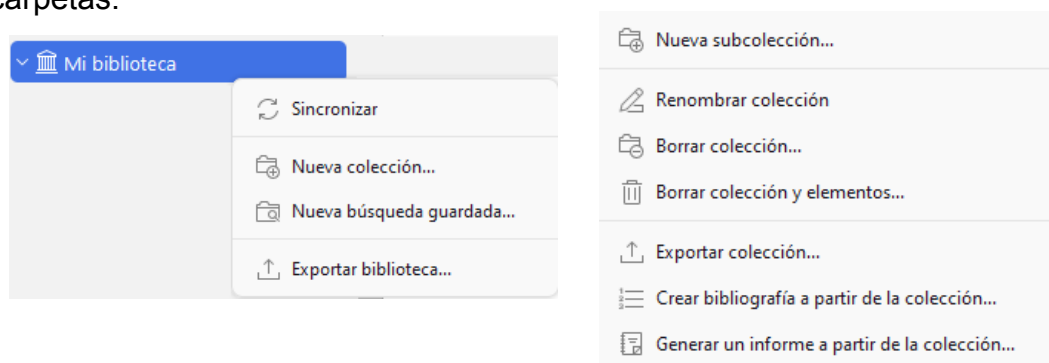 carpetas.
Mi biblioteca
Sincronizar
Nueva colección...
Nueva búsqueda guardada...
Exportar biblioteca...
Nueva subcolección...
Renombrar colección
Borrar colección...
Borrar colección y elementos...
Exportar colección...
Crear bibliografía a partir de la colección...
Generar un informe a partir de la colección...